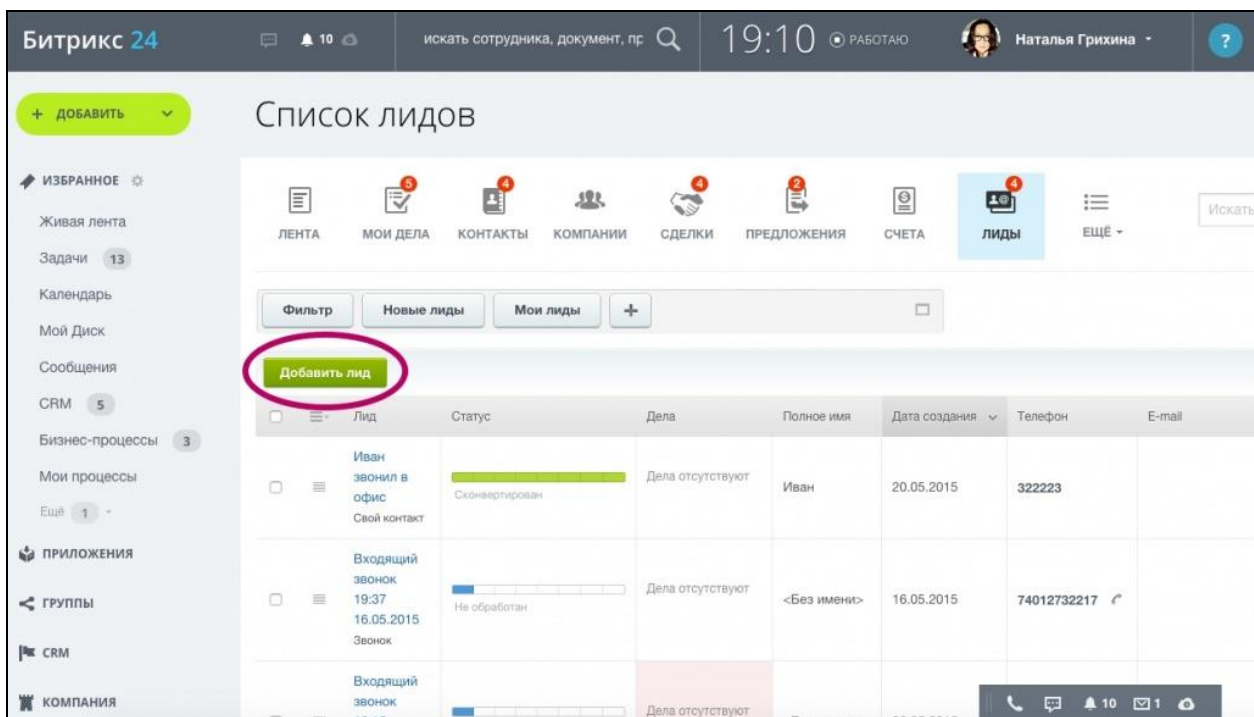 Битрикс 24
10
искать сотрудника, документ, пр
19:10
РАБОТАЮ
Наталья Грихина
?
+ ДОБАВИТЬ
Список лидов
ИЗБРАННОЕ
Живая лента
Задачи 13
Календарь
Мой Диск
Сообщения
CRM 5
Бизнес-процессы 3
Мои процессы
Ещё 1
ПРИЛОЖЕНИЯ
ГРУППЫ
CRM
КОМПАНИЯ
ЛЕНТА
5
МОИ ДЕЛА
4
КОНТАКТЫ
КОМПАНИИ
4
СДЕЛКИ
2
ПРЕДЛОЖЕНИЯ
СЧЕТА
4
ЛИДЫ
ЕЩЁ
Искать
Фильтр
Новые лиды
Мои лиды
+
Добавить лид
Лид Статус Дела Полное имя Дата создания Телефон E-mail
Иван
звонил в
офис
Свой контакт
Сконвертирован
Дела отсутствуют
Иван
20.05.2015
322223
Входящий
звонок
19:37
16.05.2015
Звонок
Не обработан
Дела отсутствуют
<Без имени>
16.05.2015
74012732217
Входящий
звонок
Дела отсутствуют
10 1